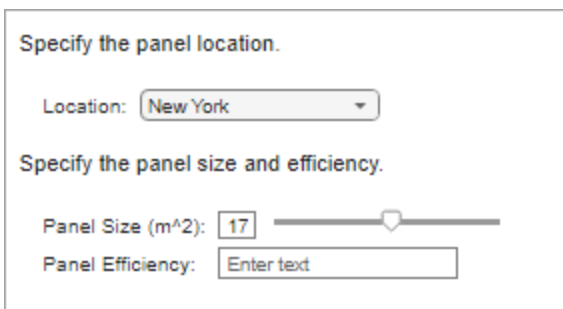 Specify the panel location.
Location: New York
Specify the panel size and efficiency.
Panel Size (m^2): 17
Panel Efficiency: Enter text